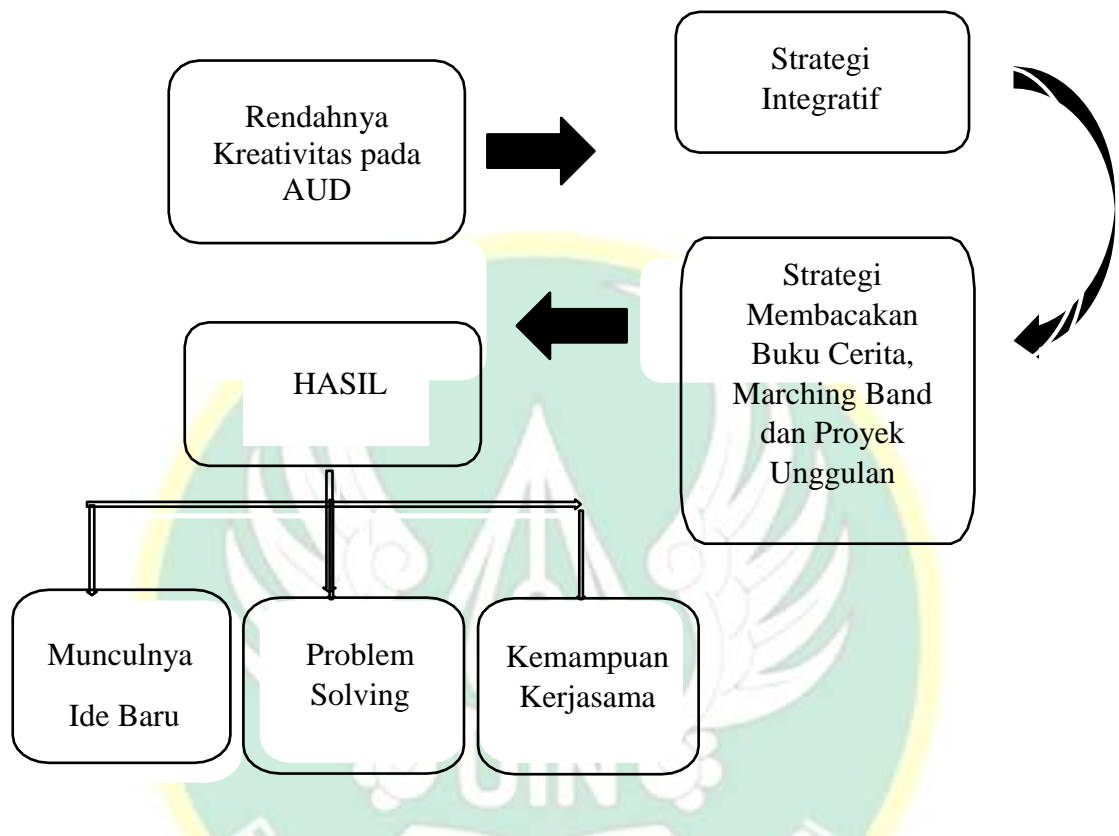 Rendahnya
Kreativitas pada
AUD
Strategi
Integratif
Strategi
Membacakan
Buku Cerita,
Marching Band
dan Proyek
Unggulan
HASIL
Munculnya
Ide Baru
Problem
Solving
Kemampuan
Kerjasama
UIN